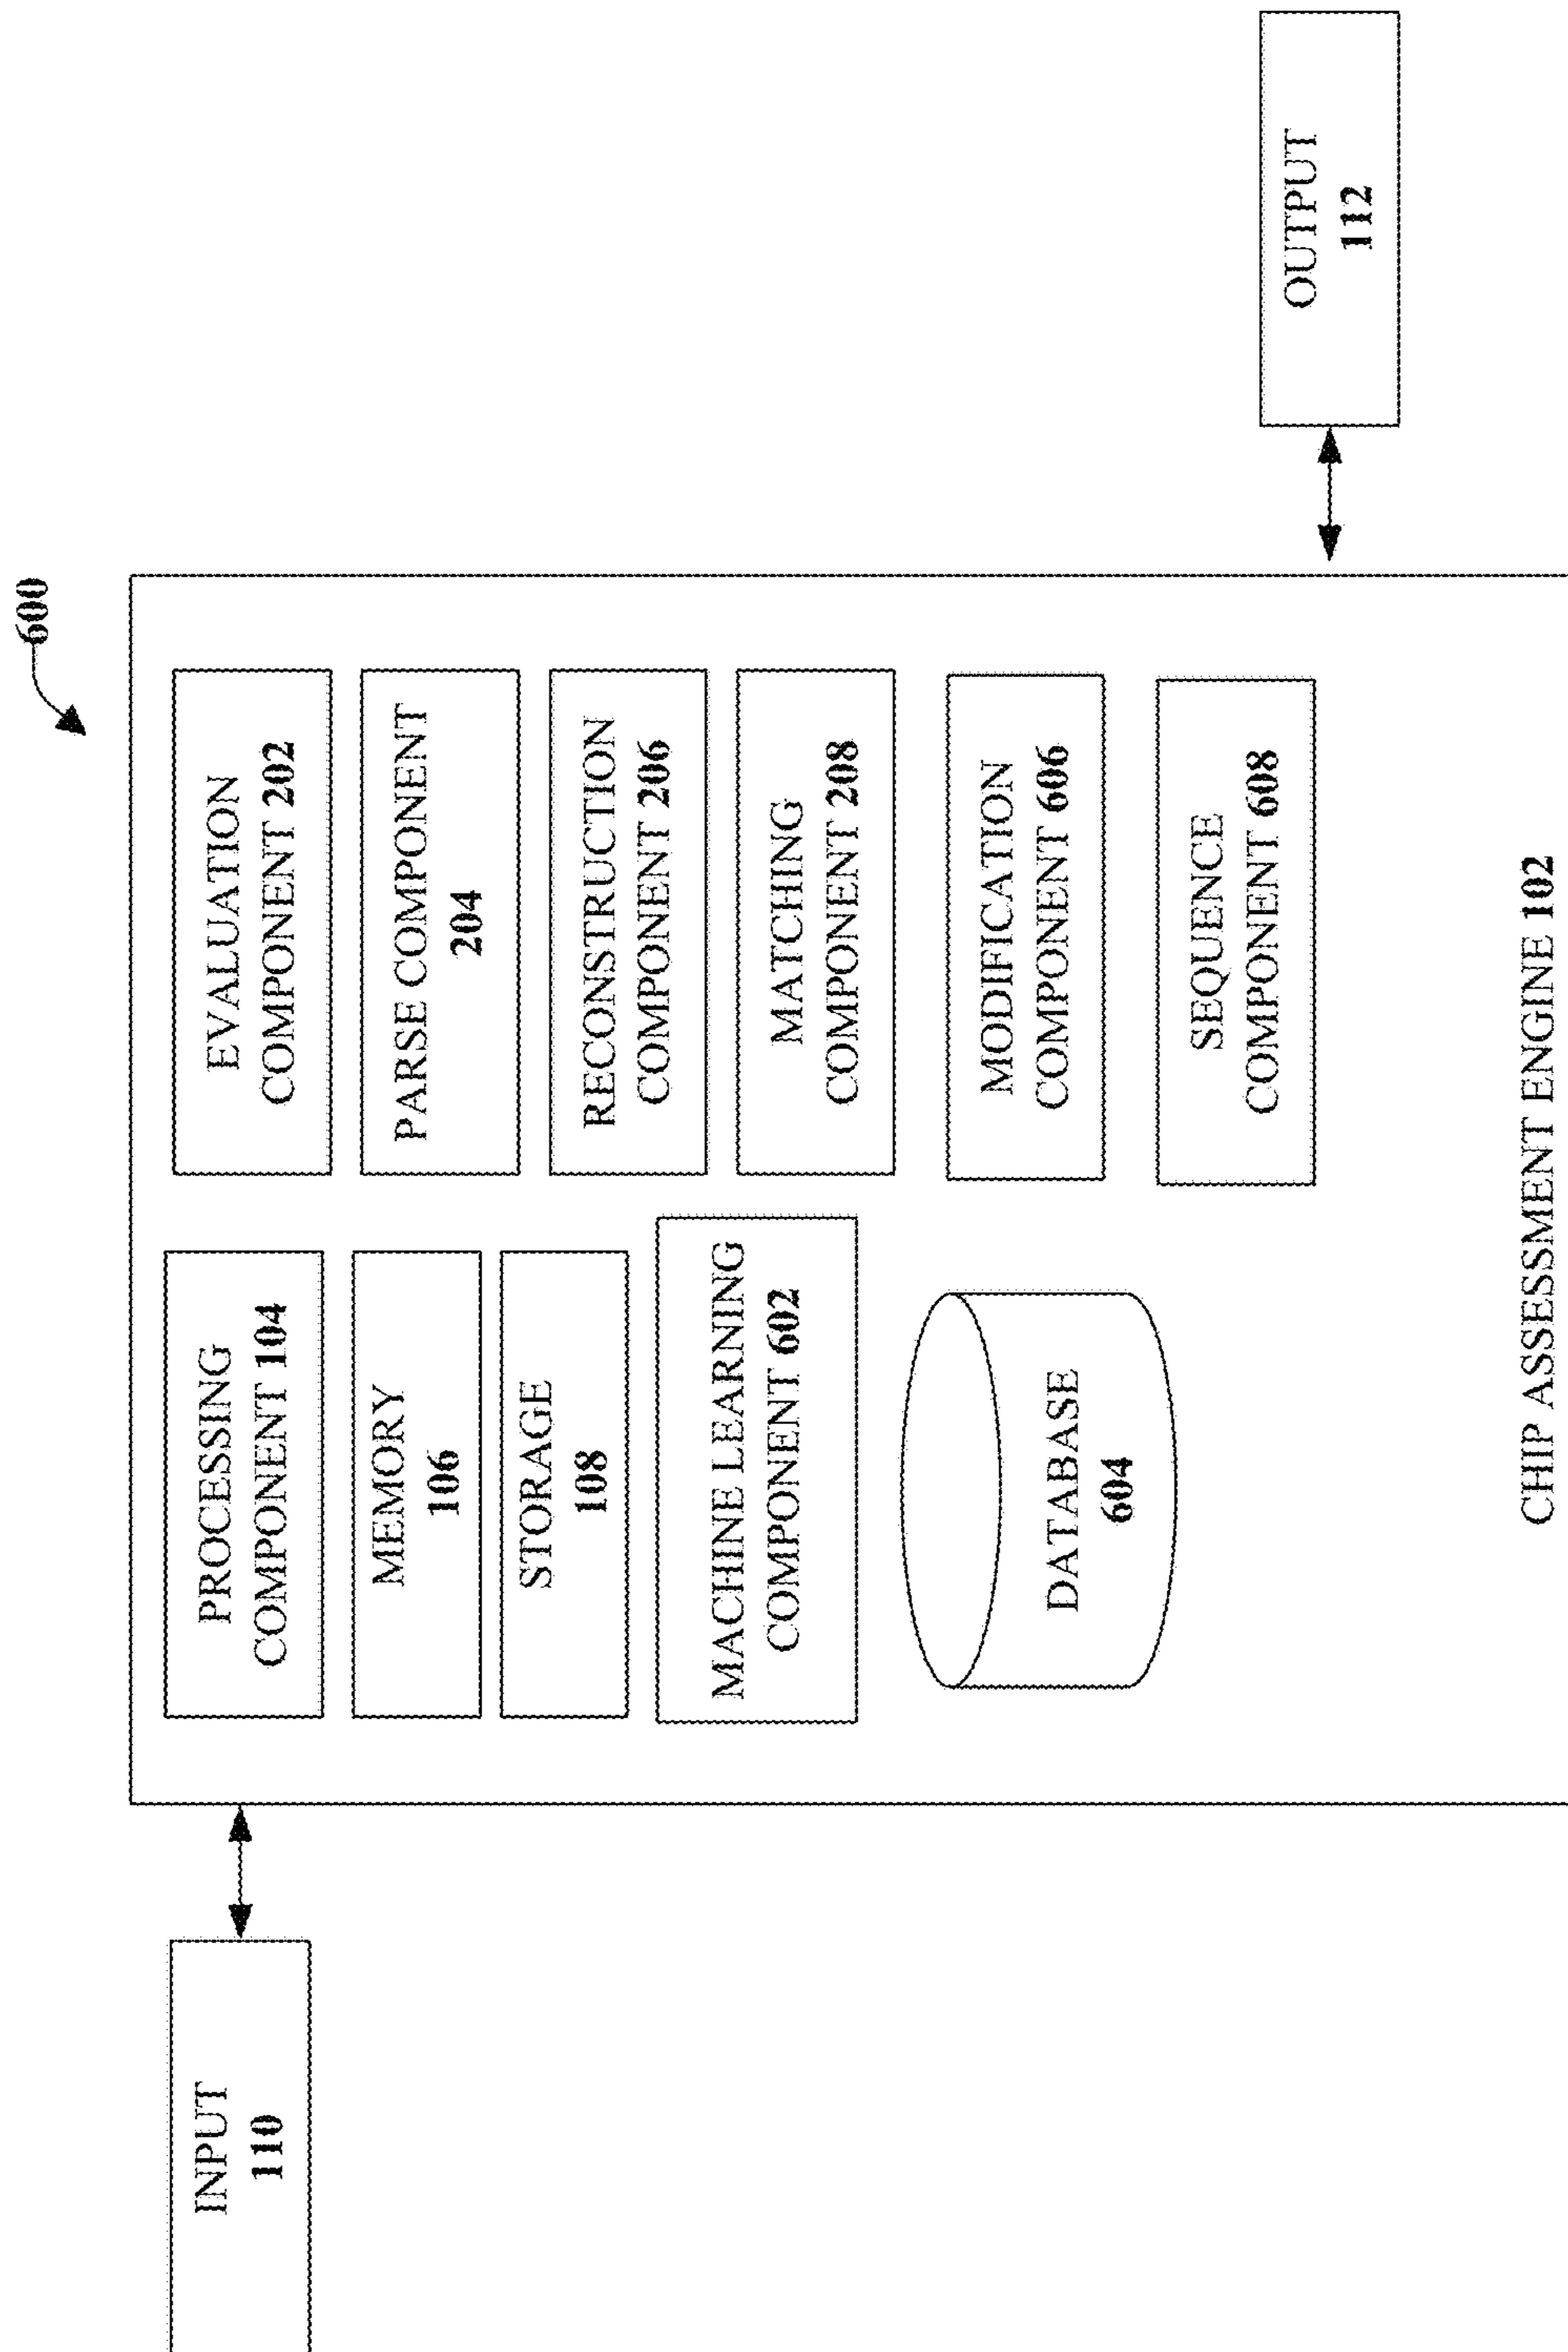 600
INPUT
110
PROCESSING
COMPONENT 104
MEMORY
106
STORAGE
108
MACHINE LEARNING
COMPONENT 602
DATABASE
604
EVALUATION
COMPONENT 202
PARSE COMPONENT
204
RECONSTRUCTION
COMPONENT 206
MATCHING
COMPONENT 208
MODIFICATION
COMPONENT 606
SEQUENCE
COMPONENT 608
CHIP ASSESSMENT ENGINE 102
OUTPUT
112